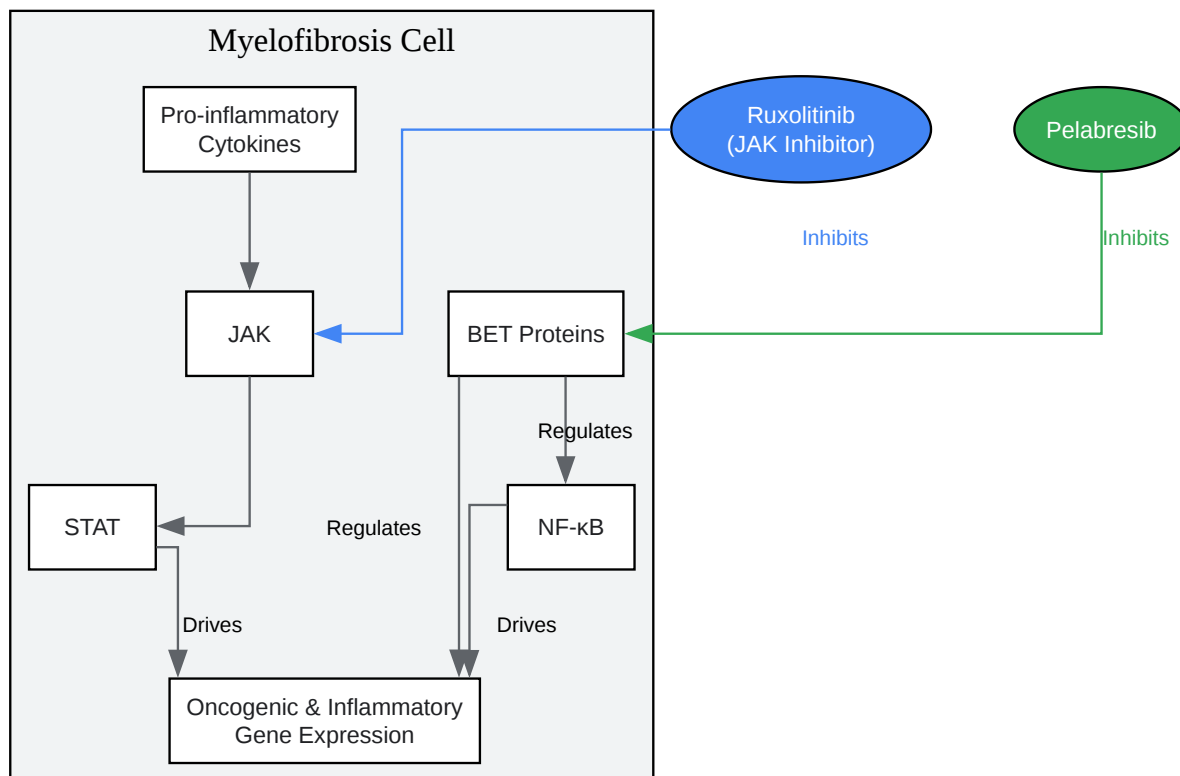 Myelofibrosis Cell
Pro-inflammatory
Cytokines
Ruxolitinib
(JAK Inhibitor)
Pelabresib
Inhibits
Inhibits
JAK
BET Proteins
Regulates
STAT
Regulates
NF-κB
Drives
Drives
Oncogenic & Inflammatory
Gene Expression